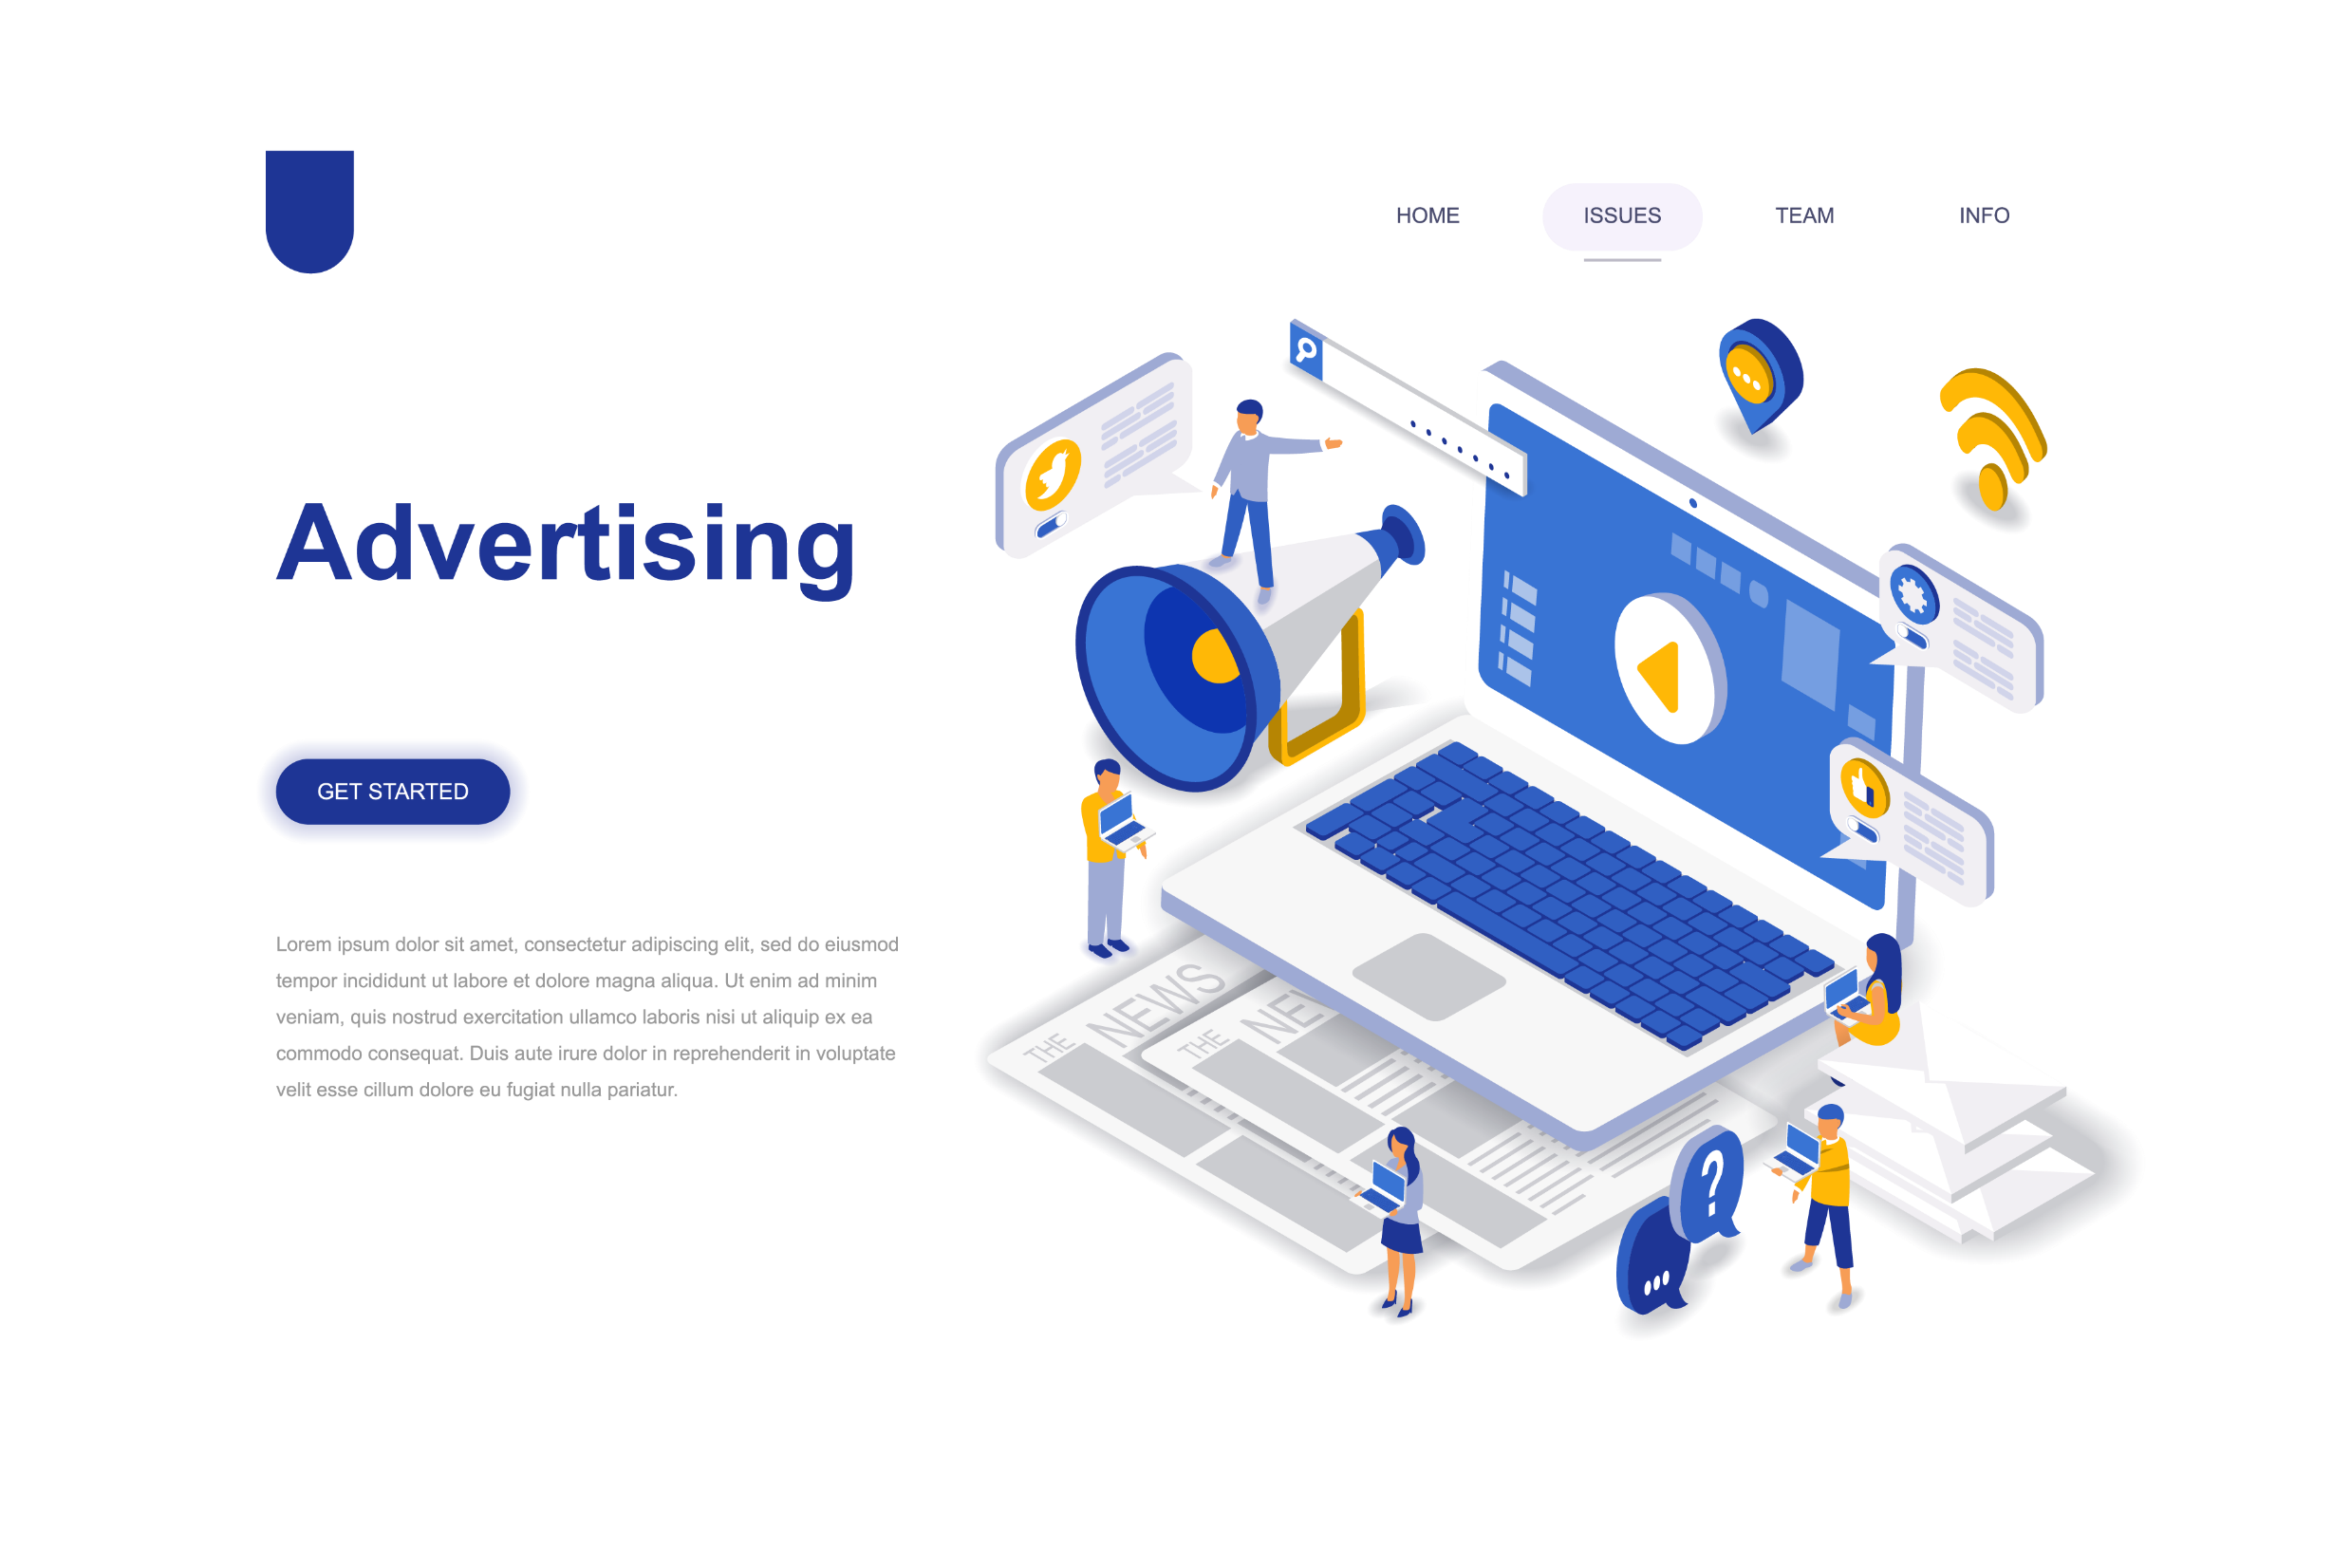 HOME ISSUES TEAM INFO
Advertising
GET STARTED
Lorem ipsum dolor sit amet, consectetur adipiscing elit, sed do eiusmod
tempor incididunt ut labore et dolore magna aliqua. Ut enim ad minim
veniam, quis nostrud exercitation ullamco laboris nisi ut aliquip ex ea
commodo consequat. Duis aute irure dolor in reprehenderit in voluptate
velit esse cillum dolore eu fugiat nulla pariatur.
THE NEWS
THE NE
?